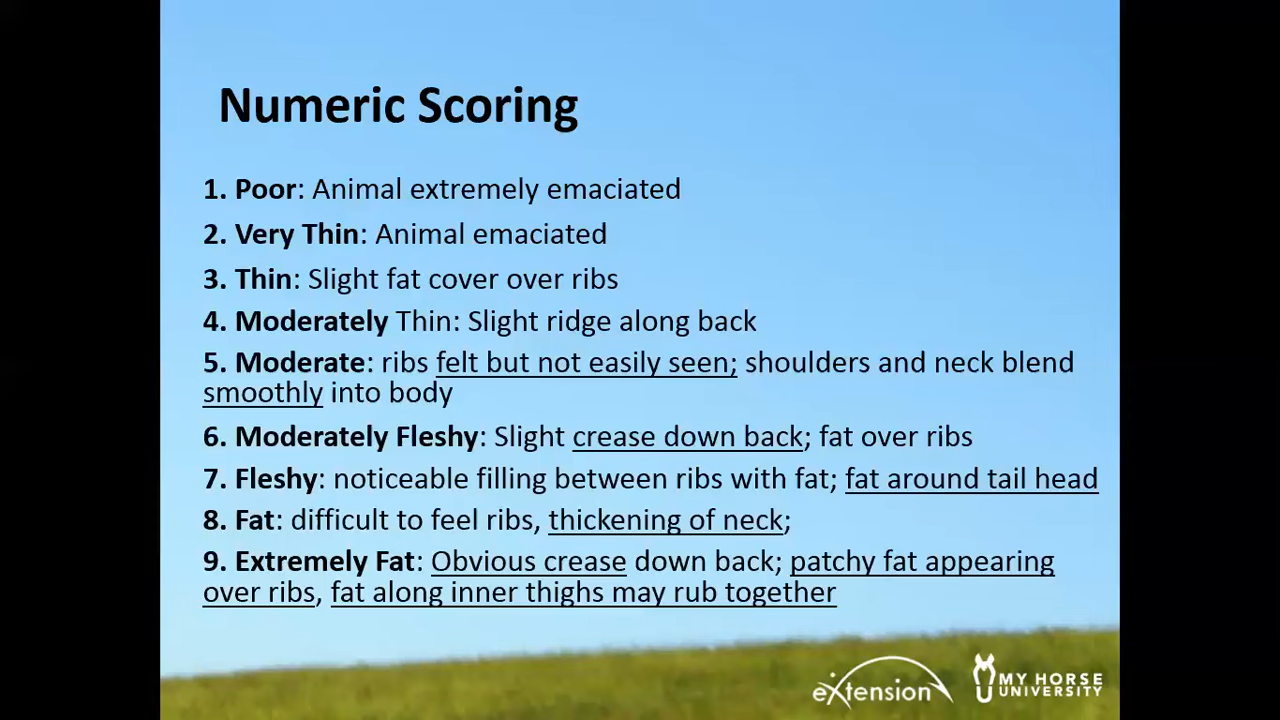 Numeric Scoring
1. Poor: Animal extremely emaciated
2. Very Thin: Animal emaciated
3. Thin: Slight fat cover over ribs
4. Moderately Thin: Slight ridge along back
5. Moderate: ribs felt but not easily seen; shoulders and neck blend
smoothly into body
6. Moderately Fleshy: Slight crease down back; fat over ribs
7. Fleshy: noticeable filling between ribs with fat; fat around tail head
8. Fat: difficult to feel ribs, thickening of neck;
9. Extremely Fat: Obvious crease down back; patchy fat appearing
over ribs, fat along inner thighs may rub together
eXtension
MY HORSE
UNIVERSITY